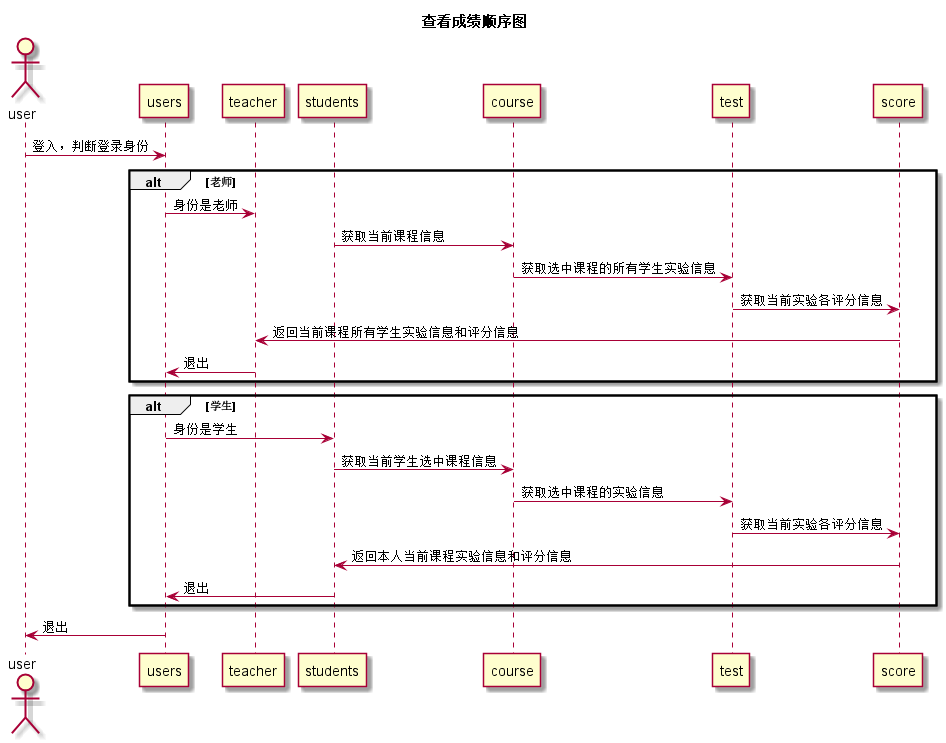 查看成绩顺序图
user
users
teacher
students
course
test
score
登入，判断登录身份
alt
[老师]
身份是老师
获取当前课程信息
获取选中课程的所有学生实验信息
获取当前实验各评分信息
返回当前课程所有学生实验信息和评分信息
退出
alt
[学生]
身份是学生
获取当前学生选中课程信息
获取选中课程的实验信息
获取当前实验各评分信息
返回本人当前课程实验信息和评分信息
退出
退出
user
users
teacher
students
course
test
score